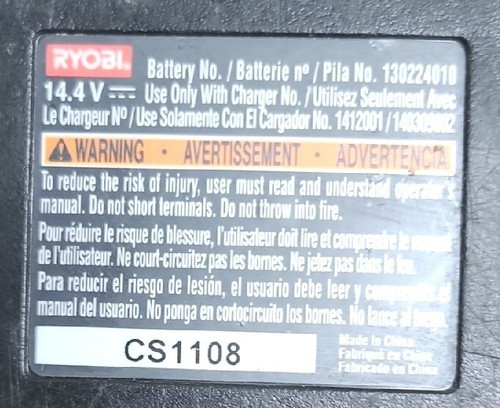 RYOBI Battery No. / Batterie nº / Pila No. 130224010
14.4 V Use Only With Charger No. / Utilisez Seulement Avec
Le Chargeur Nº / Use Solamente Con El Cargador No. 1412001 / 140309002
WARNING · AVERTISSEMENT · ADVERTENCIA
To reduce the risk of injury, user must read and understand operator's
manual. Do not short terminals. Do not throw into fire.
Pour réduire le risque de blessure, l'utilisateur doit lire et comprendre le manuel
de l'utilisateur. Ne court-circuitez pas les bornes. Ne jetez pas dans le feu.
Para reducir el riesgo de lesión, el usuario debe leer y comprender el
manual del usuario. No ponga en cortocircuito los bornes. No lance al fuego.
CS1108
Made in China
Fabriqué en Chine
Fabricado en China